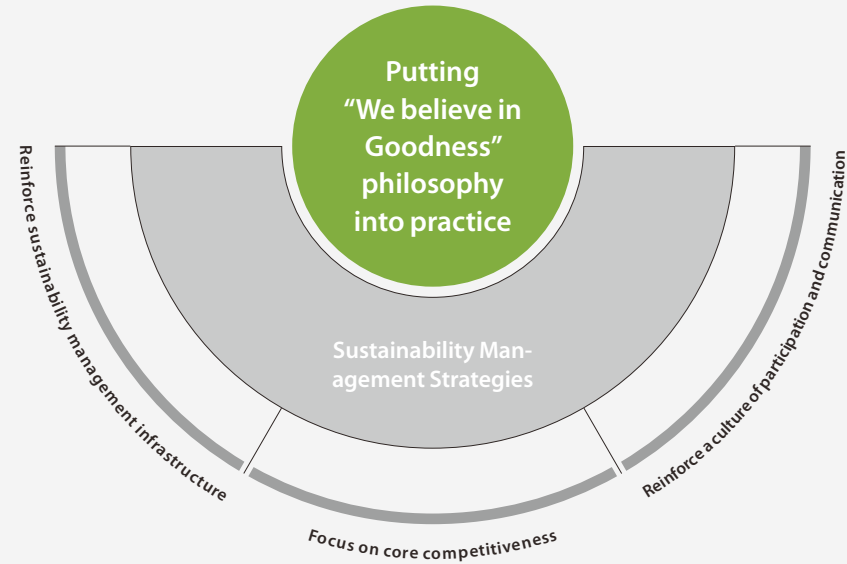 Putting
“We believe in
Goodness”
philosophy
into practice
Sustainability Man-
agement Strategies
Reinforce sustainability management infrastructure
Focus on core competitiveness
Reinforce a culture of participation and communication